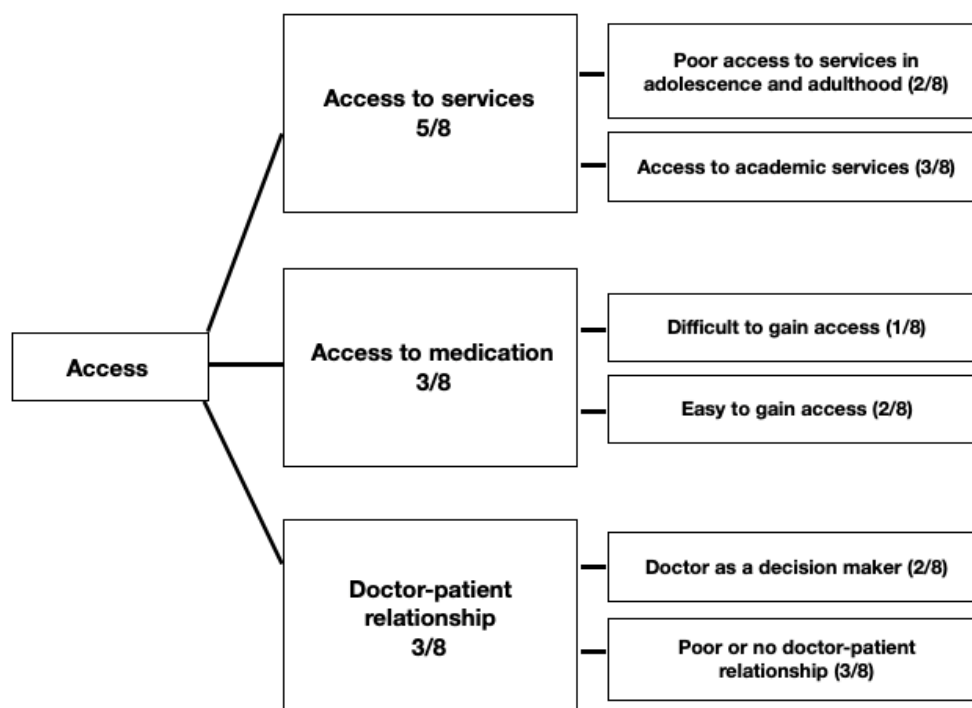 Access
Access to services
5/8
Poor access to services in
adolescence and adulthood (2/8)
Access to academic services (3/8)
Access to medication
3/8
Difficult to gain access (1/8)
Easy to gain access (2/8)
Doctor-patient
relationship
3/8
Doctor as a decision maker (2/8)
Poor or no doctor-patient
relationship (3/8)